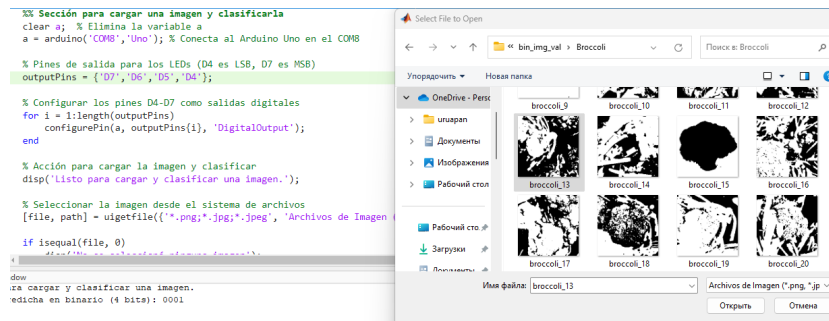 %% Sección para cargar una imagen y clasificarla
clear a; % Elimina la variable a
a = arduino('COM8','Uno'); % Conecta al Arduino Uno en el COM8
% Pines de salida para los LEDs (D4 es LSB, D7 es MSB)
outputPins = {'D7','D6','D5','D4'};
% Configurar los pines D4-D7 como salidas digitales
for i = 1:length(outputPins)
configurePin(a, outputPins{i}, 'DigitalOutput');
end
% Acción para cargar la imagen y clasificar
disp('Listo para cargar y clasificar una imagen.');
% Seleccionar la imagen desde el sistema de archivos
[file, path] = uigetfile({'*.png;*.jpg;*.jpeg', 'Archivos de Imagen (
if isequal(file, 0)
dow
ara cargar y clasificar una imagen.
redicha en binario (4 bits): 0001
Select File to Open
« bin_img_val › Broccoli
Поиск в: Broccoli
Упорядочить
Новая папка
OneDrive - Perso
uruapan
Документы
Изображения
Рабочий стол
Рабочий сто
Загрузки
Документы
broccoli_9 broccoli_10 broccoli_11 broccoli_12
broccoli_13 broccoli_14 broccoli_15 broccoli_16
broccoli_17 broccoli_18 broccoli_19 broccoli_20
Имя файла: broccoli_13
Archivos de Imagen (*.png, *.jp
Открыть Отмена